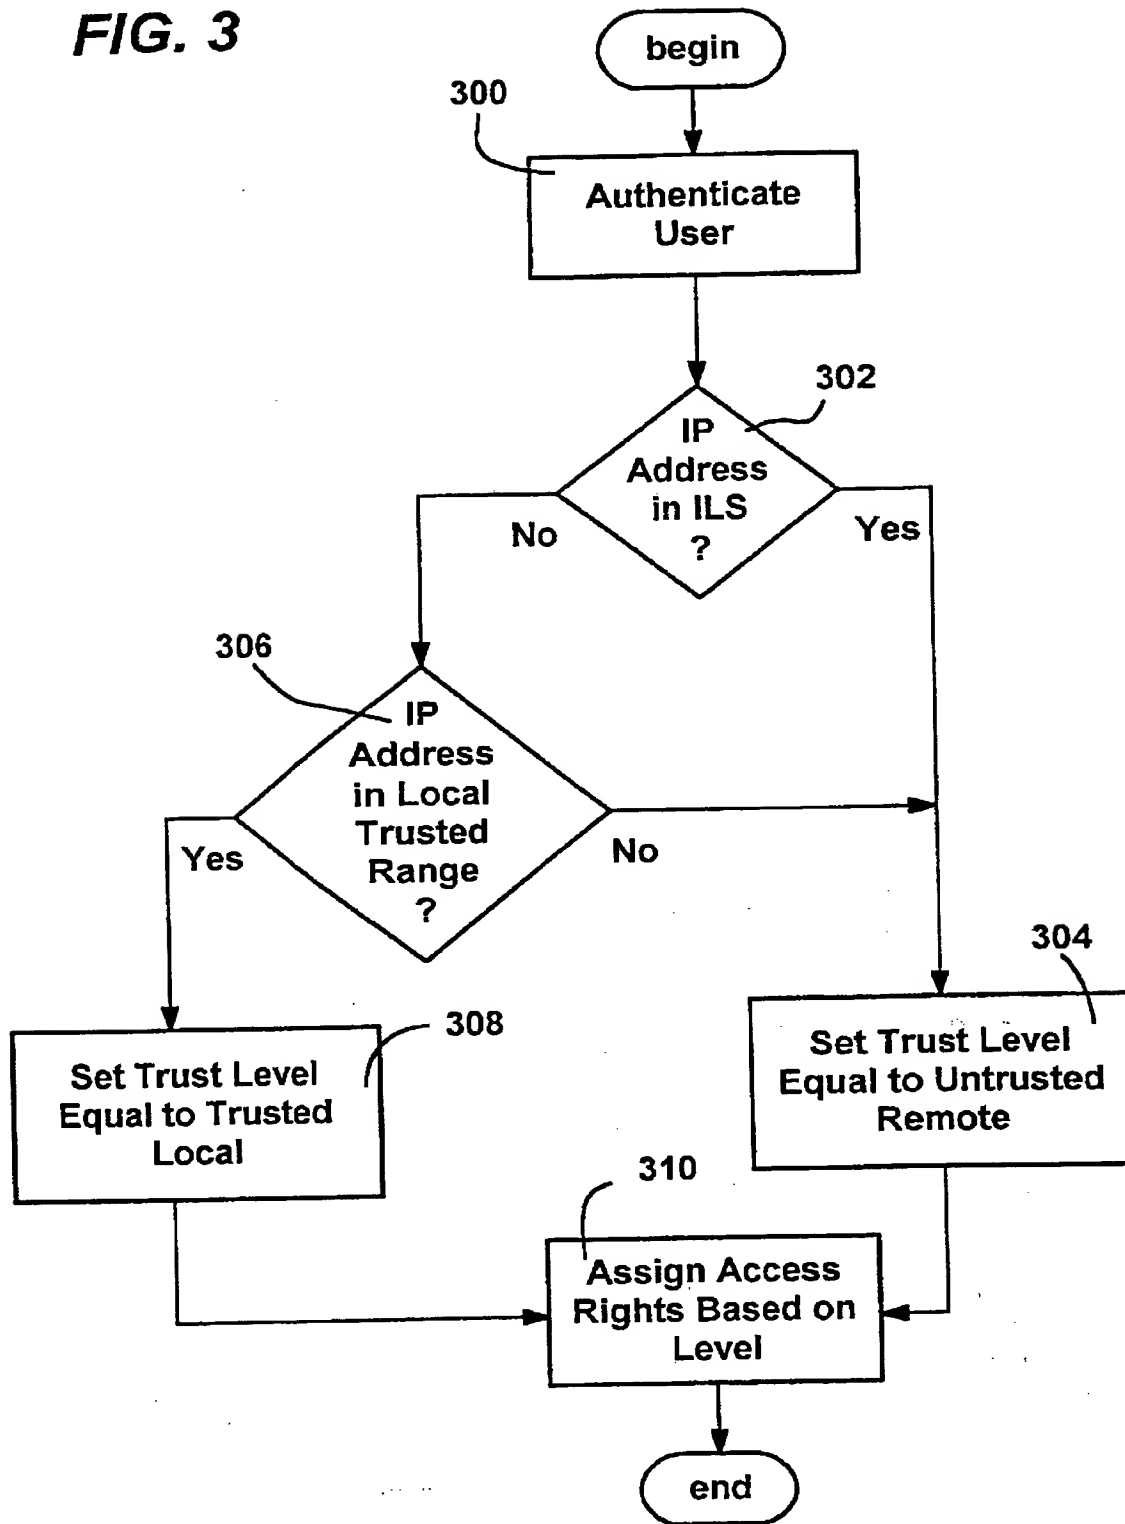 FIG. 3
begin
300
Authenticate
User
302
IP
Address
in ILS
?
No
Yes
306
IP
Address
in Local
Trusted
Range
?
Yes
No
304
308
Set Trust Level
Equal to Trusted
Local
Set Trust Level
Equal to Untrusted
Remote
310
Assign Access
Rights Based on
Level
end